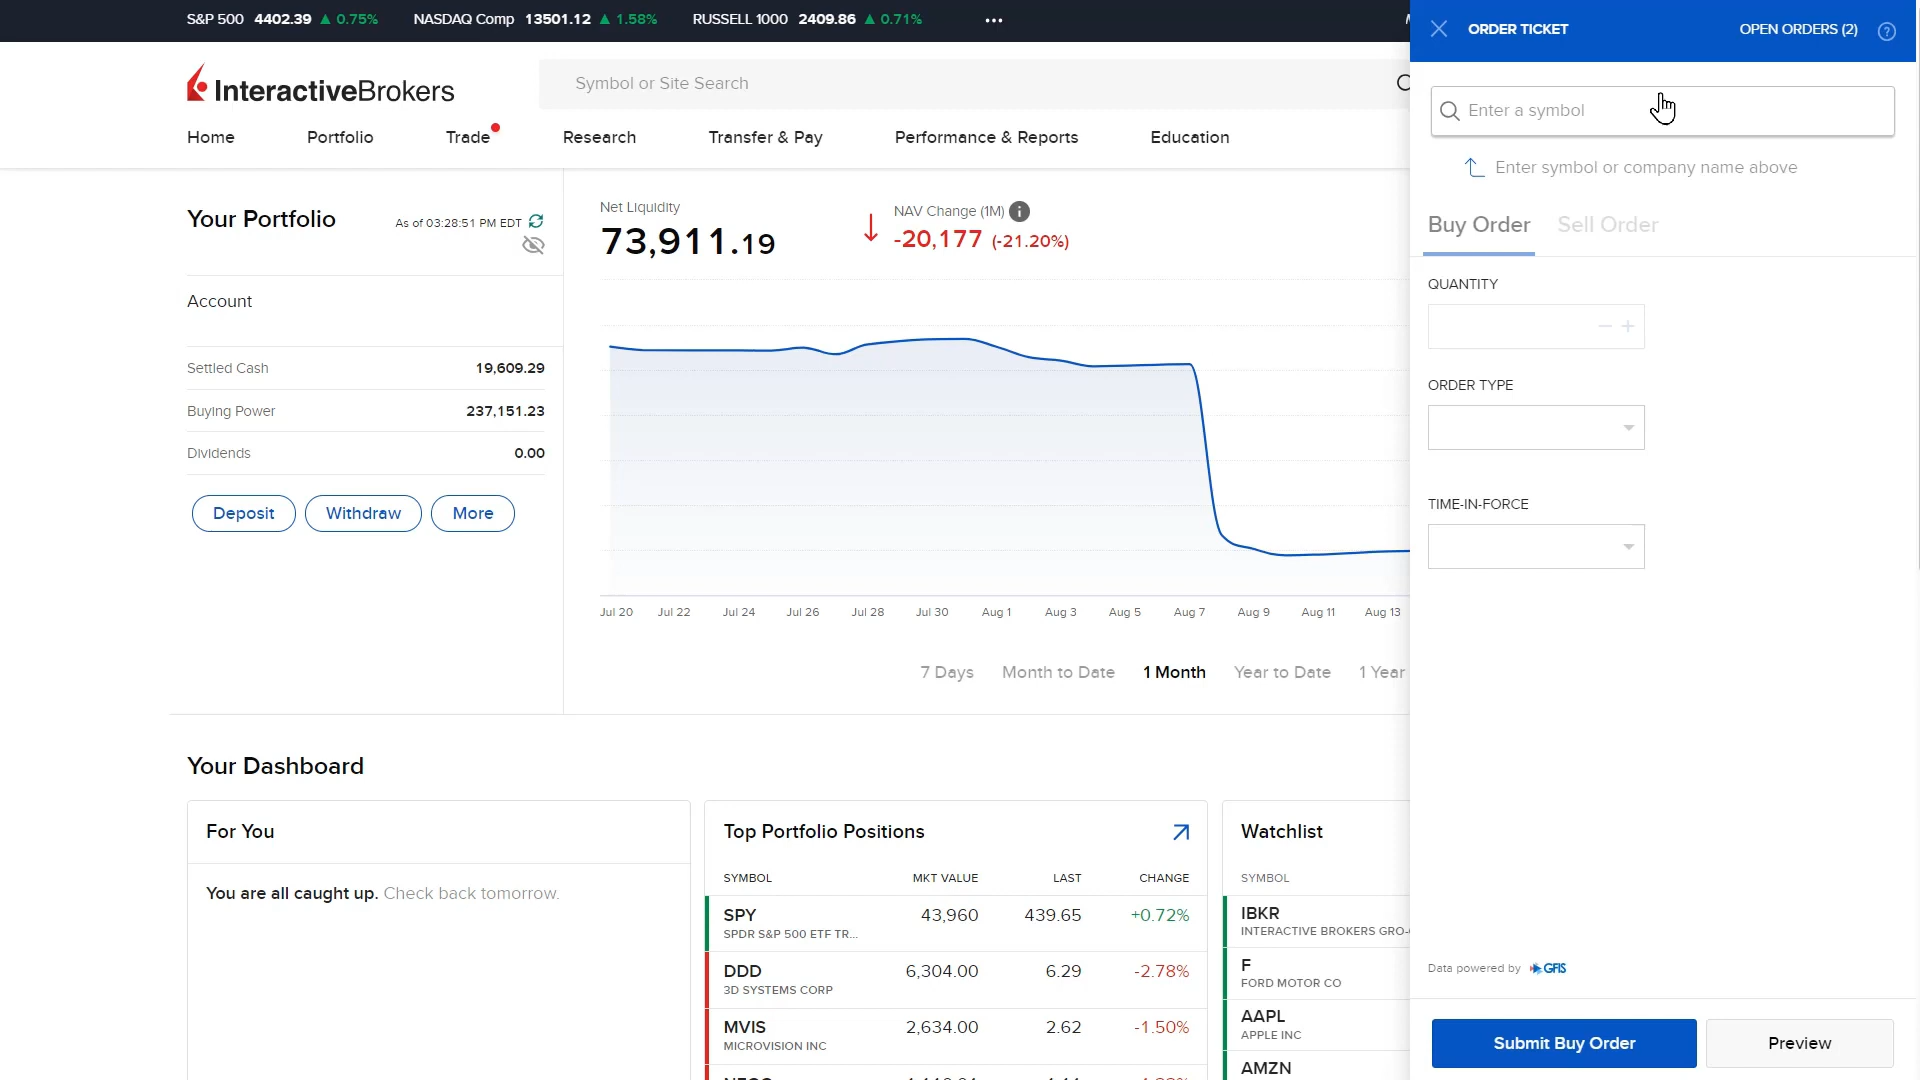 S&P 500 4402.39 ▲ 0.75% NASDAQ Comp 13501.12 ▲ 1.58% RUSSELL 1000 2409.86 ▲ 0.71% •••
ORDER TICKET OPEN ORDERS (2) ?
InteractiveBrokers
Symbol or Site Search
Enter a symbol
Home Portfolio Trade Research Transfer & Pay Performance & Reports Education
Enter symbol or company name above
Your Portfolio
As of 03:28:51 PM EDT
Account
Settled Cash 19,609.29
Buying Power 237,151.23
Dividends 0.00
Deposit Withdraw More
Net Liquidity
73,911.19
NAV Change (1M) i
-20,177 (-21.20%)
Jul 20 Jul 22 Jul 24 Jul 26 Jul 28 Jul 30 Aug 1 Aug 3 Aug 5 Aug 7 Aug 9 Aug 11 Aug 13
7 Days Month to Date 1 Month Year to Date 1 Year
Buy Order Sell Order
QUANTITY
− +
ORDER TYPE
TIME-IN-FORCE
Your Dashboard
For You
You are all caught up. Check back tomorrow.
Top Portfolio Positions
SYMBOL MKT VALUE LAST CHANGE
SPY 43,960 439.65 +0.72%
SPDR S&P 500 ETF TR...
DDD 6,304.00 6.29 -2.78%
3D SYSTEMS CORP
MVIS 2,634.00 2.62 -1.50%
MICROVISION INC
Watchlist
SYMBOL
IBKR
INTERACTIVE BROKERS GRO-
F
FORD MOTOR CO
AAPL
APPLE INC
AMZN
Data powered by GFIS
Submit Buy Order Preview